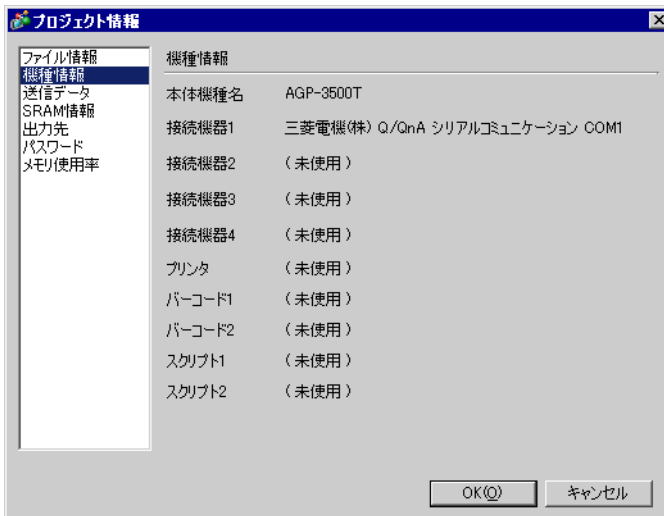 プロジェクト情報
ファイル情報
機種情報
送信データ
SRAM情報
出力先
パスワード
メモリ使用率
機種情報
本体機種名 AGP-3500T
接続機器1 三菱電機(株) Q/QnA シリアルコミュニケーション COM1
接続機器2 (未使用)
接続機器3 (未使用)
接続機器4 (未使用)
プリンタ (未使用)
バーコード1 (未使用)
バーコード2 (未使用)
スクリプト1 (未使用)
スクリプト2 (未使用)
OK(O) キャンセル